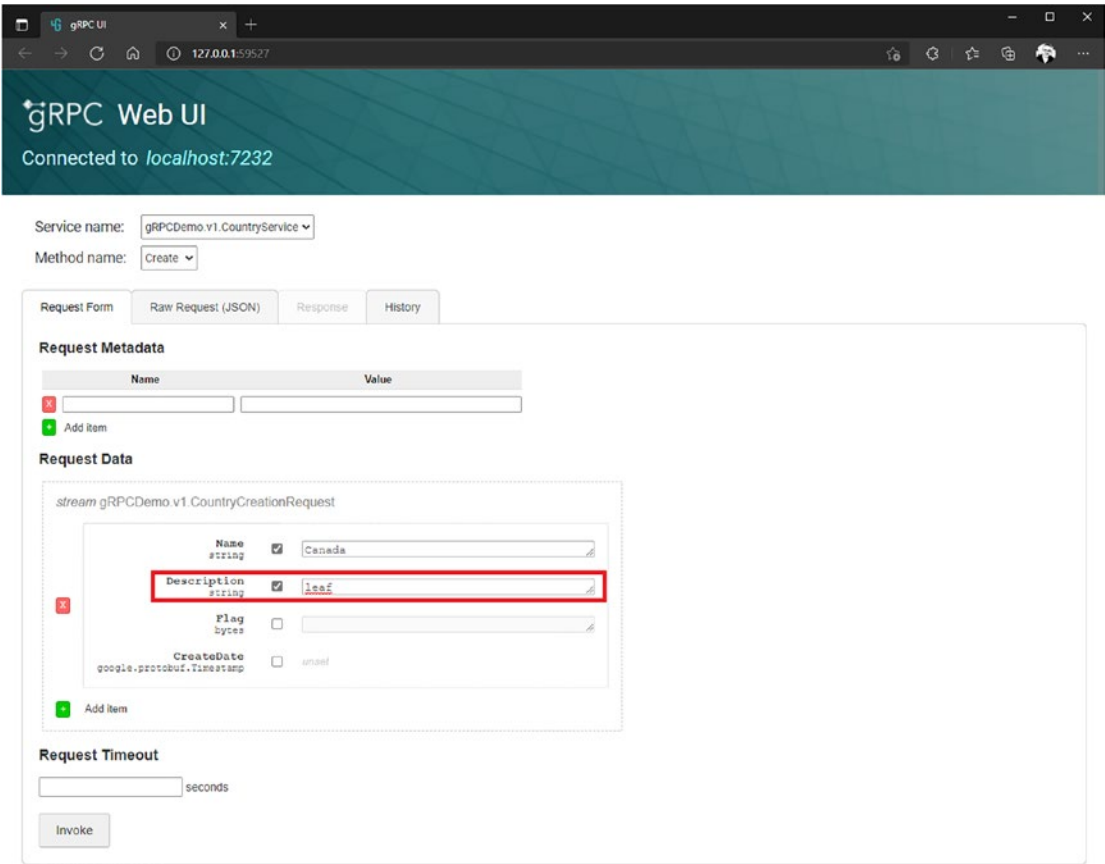 gRPC UI
127.0.0.1:59527
gRPC Web UI
Connected to localhost:7232
Service name: gRPCDemo.v1.CountryService
Method name: Create
Request Form Raw Request (JSON) Response History
Request Metadata
Name Value
X
+ Add item
Request Data
stream gRPCDemo.v1.CountryCreationRequest
Name
string
Canada
Description
string
leaf
X
Flag
bytes
CreateDate
google.protobuf.Timestamp
unset
+ Add item
Request Timeout
seconds
Invoke